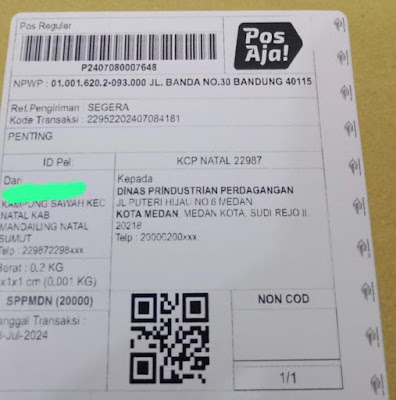 Pos Reguler
Pos
Aja!
P2407080007648
NPWP : 01.001.620.2-093.000 JL. BANDA NO.30 BANDUNG 40115
Ref.Pengiriman : SEGERA
Kode Transaksi : 22952202407084181
PENTING
ID Pel:
KCP NATAL 22987
Dari
KAMPUNG SAWAH KEC
NATAL KAB
MANDAILING NATAL
SUMUT
Telp : 229872298xxx
Kepada
DINAS PRINDUSTRIAN PERDAGANGAN
JL PUTERI HIJAU NO 6 MEDAN
KOTA MEDAN, MEDAN KOTA, SUDI REJO II,
20218
Telp : 20000200xxx
Berat : 0,2 KG
1x1x1 cm (0,001 KG)
SPPMDN (20000)
Tanggal Transaksi :
-Jul-2024
NON COD
1/1